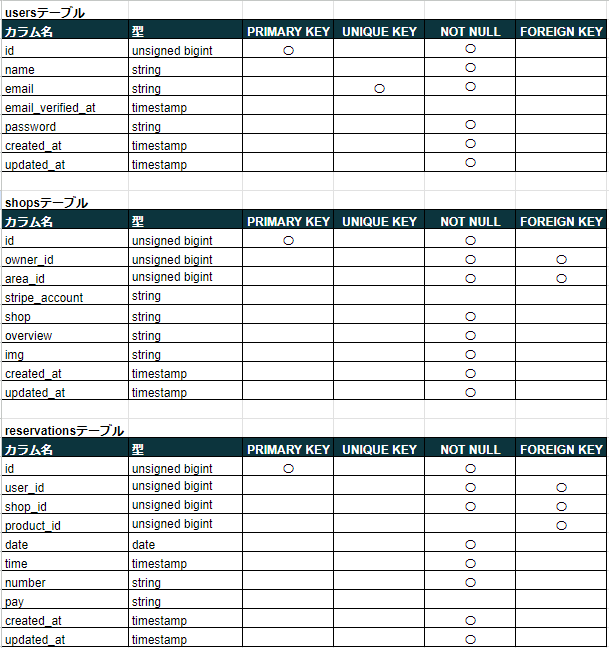 usersテーブル
カラム名 型 PRIMARY KEY UNIQUE KEY NOT NULL FOREIGN KEY
id unsigned bigint 〇 〇
name string 〇
email string 〇 〇
email_verified_at timestamp
password string 〇
created_at timestamp 〇
updated_at timestamp 〇
shopsテーブル
カラム名 型 PRIMARY KEY UNIQUE KEY NOT NULL FOREIGN KEY
id unsigned bigint 〇 〇
owner_id unsigned bigint 〇 〇
area_id unsigned bigint 〇 〇
stripe_account string
shop string 〇
overview string 〇
img string 〇
created_at timestamp 〇
updated_at timestamp 〇
reservationsテーブル
カラム名 型 PRIMARY KEY UNIQUE KEY NOT NULL FOREIGN KEY
id unsigned bigint 〇 〇
user_id unsigned bigint 〇 〇
shop_id unsigned bigint 〇 〇
product_id unsigned bigint 〇
date date 〇
time timestamp 〇
number string 〇
pay string
created_at timestamp 〇
updated_at timestamp 〇